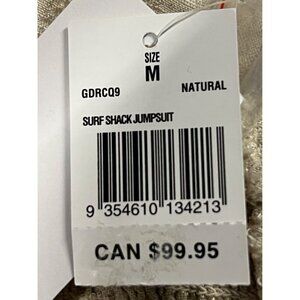 SIZE
M
GDRCQ9 NATURAL
SURF SHACK JUMPSUIT
9 354610 134213
CAN $99.95